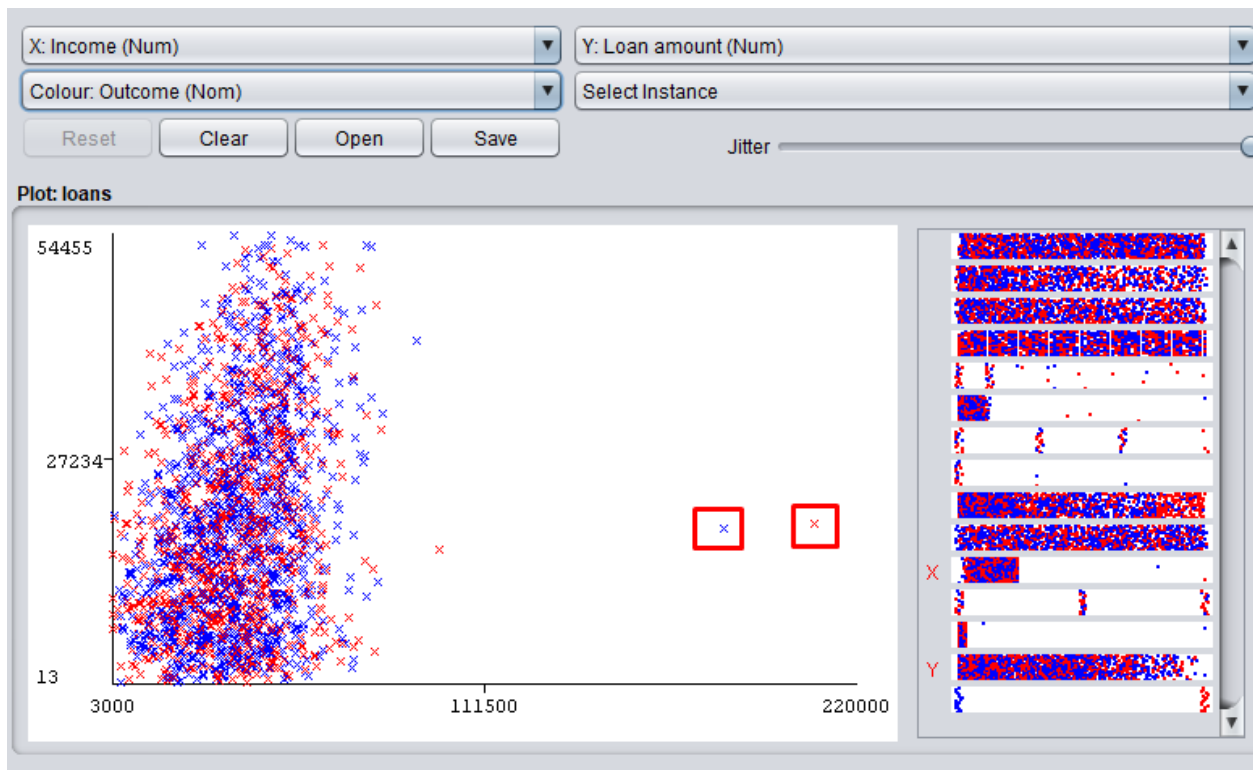 X: Income (Num)
Y: Loan amount (Num)
Colour: Outcome (Nom)
Select Instance
Reset
Clear
Open
Save
Jitter
Plot: loans
54455
27234
13
3000
111500
220000
X
Y